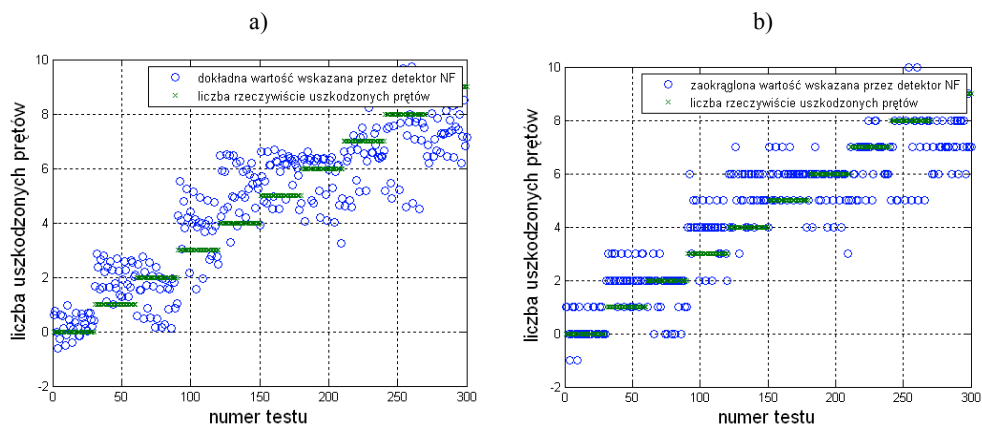 a)
10
8
6
4
2
0
-2
0 50 100 150 200 250 300
liczba uszkodzonych prętów
numer testu
dokładna wartość wskazana przez detektor NF
liczba rzeczywiście uszkodzonych prętów
b)
10
8
6
4
2
0
-2
0 50 100 150 200 250 300
liczba uszkodzonych prętów
numer testu
zaokrąglona wartość wskazana przez detektor NF
liczba rzeczywiście uszkodzonych prętów